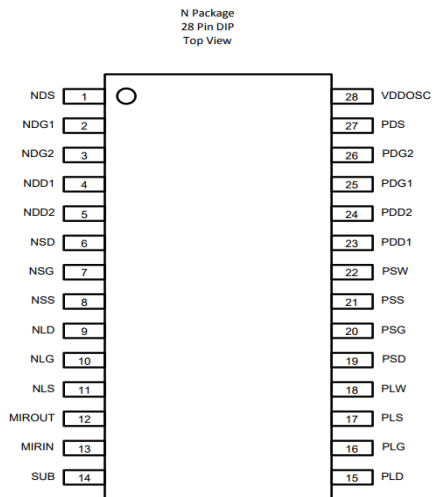 N Package
28 Pin DIP
Top View
NDS 1 28 VDDOSC
NDG1 2 27 PDS
NDG2 3 26 PDG2
NDD1 4 25 PDG1
NDD2 5 24 PDD2
NSD 6 23 PDD1
NSG 7 22 PSW
NSS 8 21 PSS
NLD 9 20 PSG
NLG 10 19 PSD
NLS 11 18 PLW
MIROUT 12 17 PLS
MIRIN 13 16 PLG
SUB 14 15 PLD